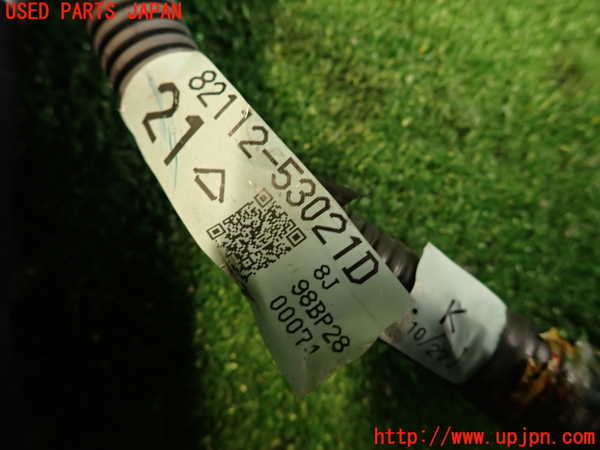 USED PARTS JAPAN
82112-53021D
21
8J
98BP28
00071
K
http://www.upjpn.com